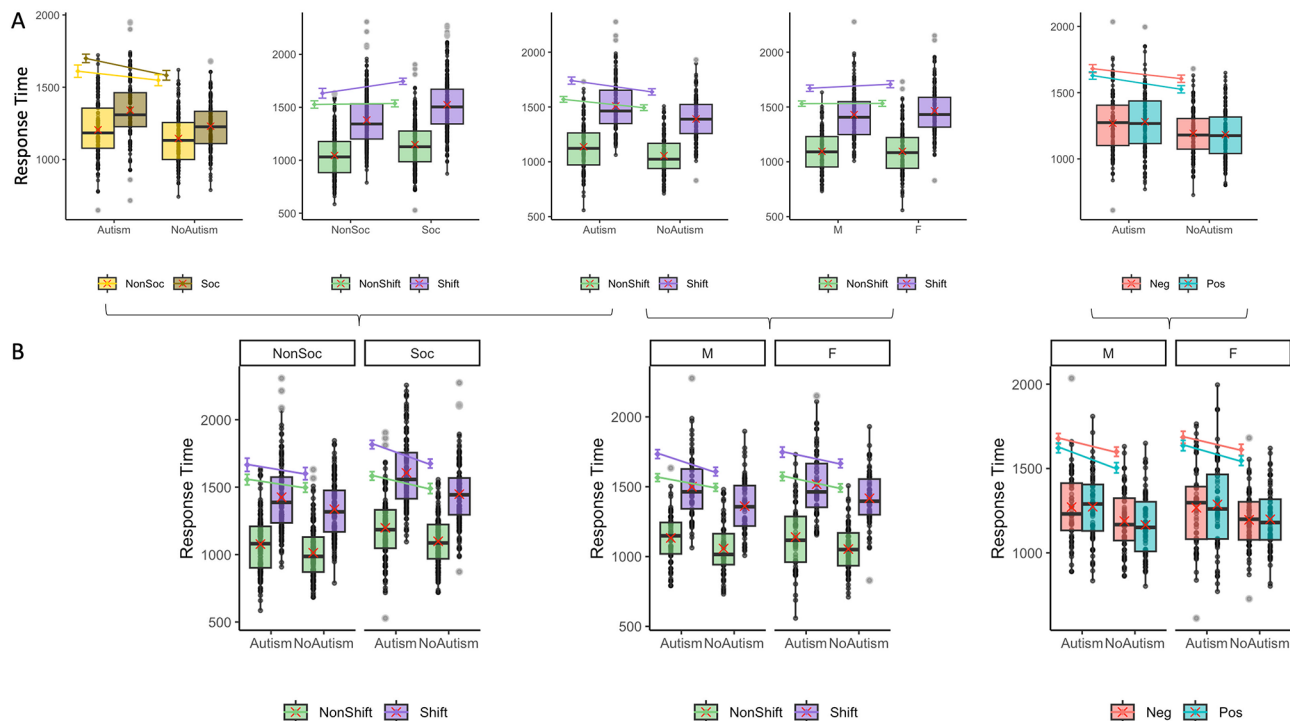 A
Response Time
2000
1500
1000
Autism NoAutism
NonSoc Soc
2000
1500
1000
500
NonSoc Soc
NonShift Shift
2000
1500
1000
500
Autism NoAutism
NonShift Shift
2000
1500
1000
500
M F
NonShift Shift
2000
1500
1000
Autism NoAutism
Neg Pos
B
NonSoc Soc
Response Time
2000
1500
1000
500
Autism NoAutism Autism NoAutism
NonShift Shift
M F
Response Time
2000
1500
1000
500
Autism NoAutism Autism NoAutism
NonShift Shift
M F
Response Time
2000
1500
1000
Autism NoAutism Autism NoAutism
Neg Pos